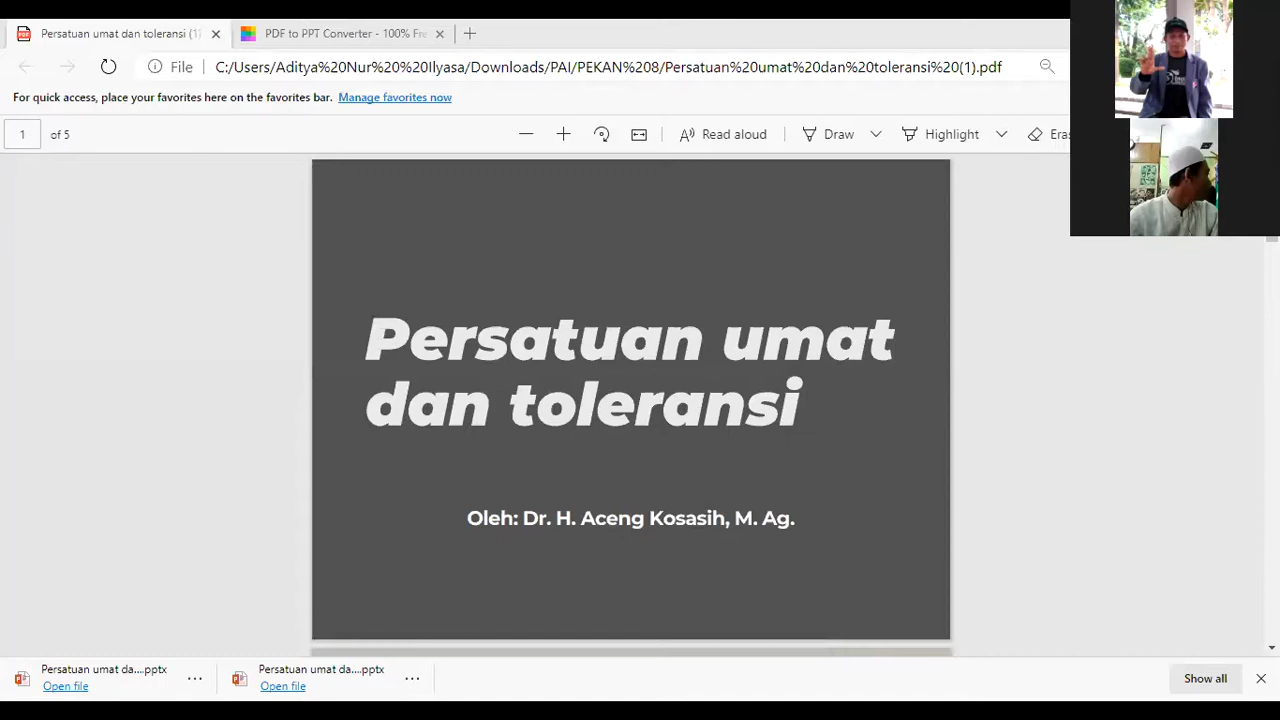 Persatuan umat dan toleransi (1)
PDF to PPT Converter - 100% Fre
File
C:/Users/Aditya%20Nur%20%20Ilyasa/Downloads/PAI/PEKAN%208/Persatuan%20umat%20dan%20toleransi%20(1).pdf
For quick access, place your favorites here on the favorites bar. Manage favorites now
1 of 5
Read aloud
Draw
Highlight
Eras
Persatuan umat
dan toleransi
Oleh: Dr. H. Aceng Kosasih, M. Ag.
Persatuan umat da....pptx
Open file
Persatuan umat da....pptx
Open file
Show all